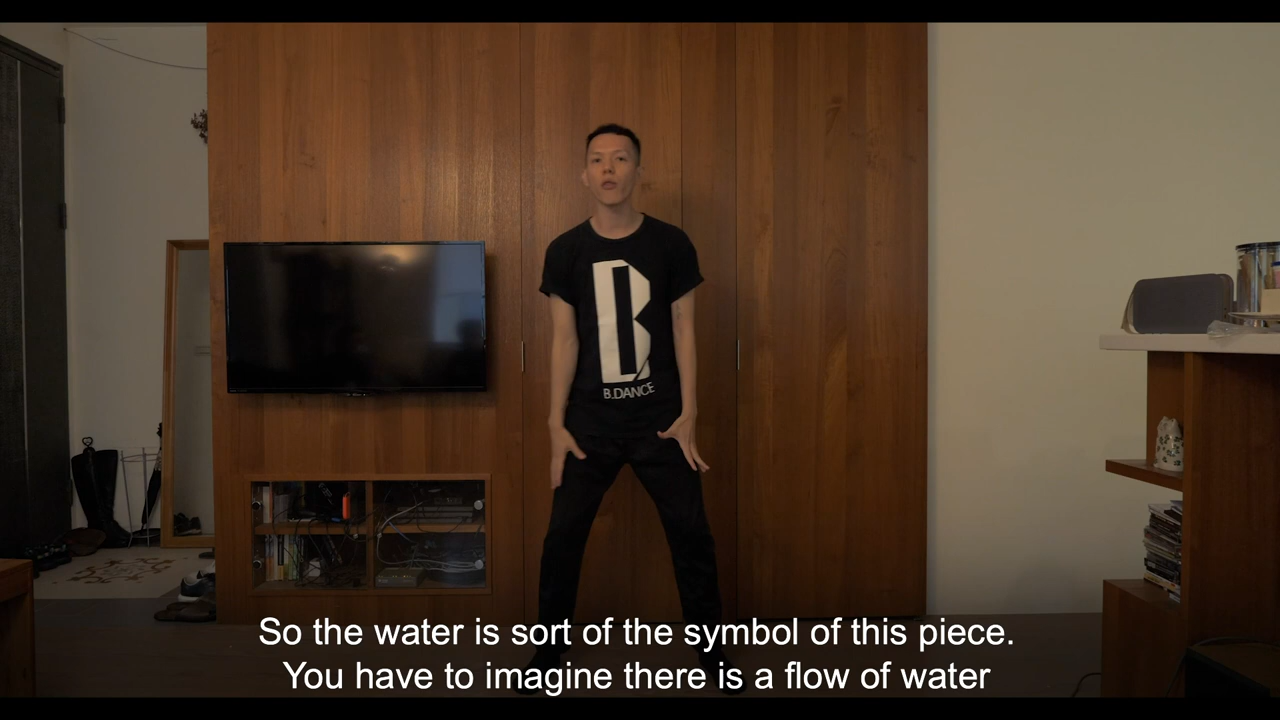 B
B.DANCE
So the water is sort of the symbol of this piece.
You have to imagine there is a flow of water